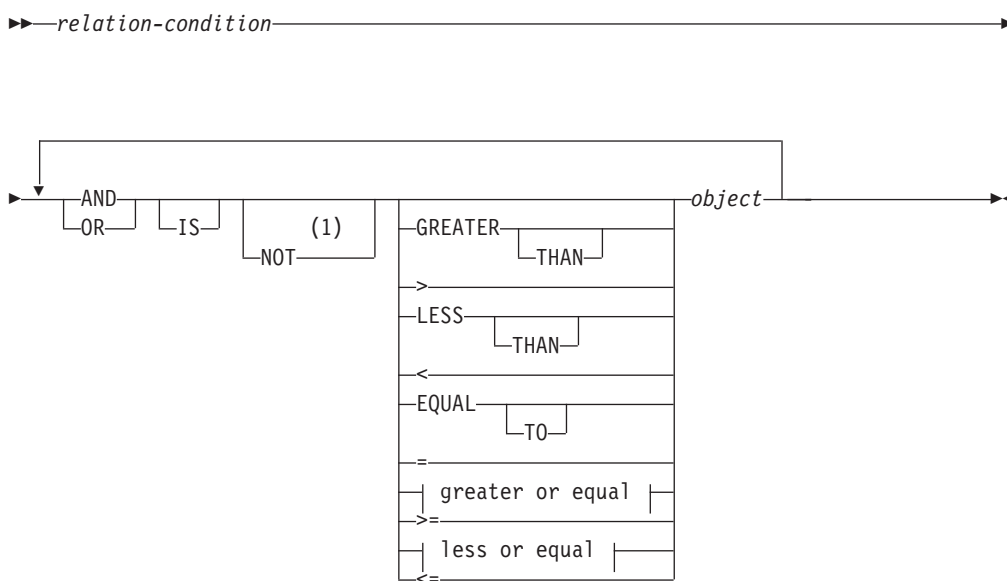 relation-condition
AND object
OR IS (1) GREATER
NOT THAN
>
LESS
THAN
<
EQUAL
TO
=
greater or equal
>=
less or equal
<=